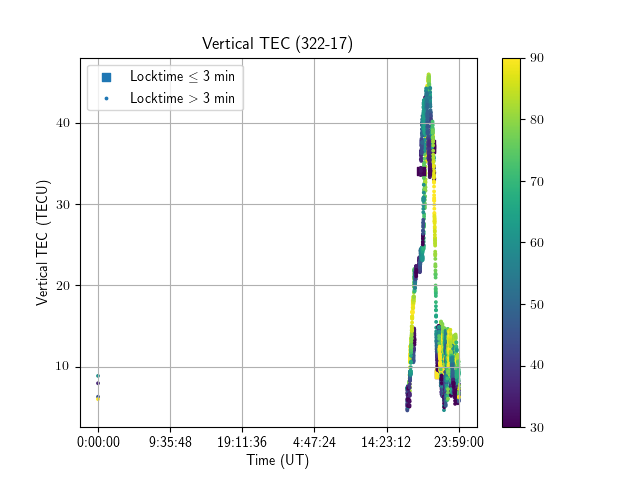 Vertical TEC (322-17)
Locktime ≤ 3 min
Locktime > 3 min
Vertical TEC (TECU)
40
30
20
10
0:00:00 9:35:48 19:11:36 4:47:24 14:23:12 23:59:00
Time (UT)
90
80
70
60
50
40
30